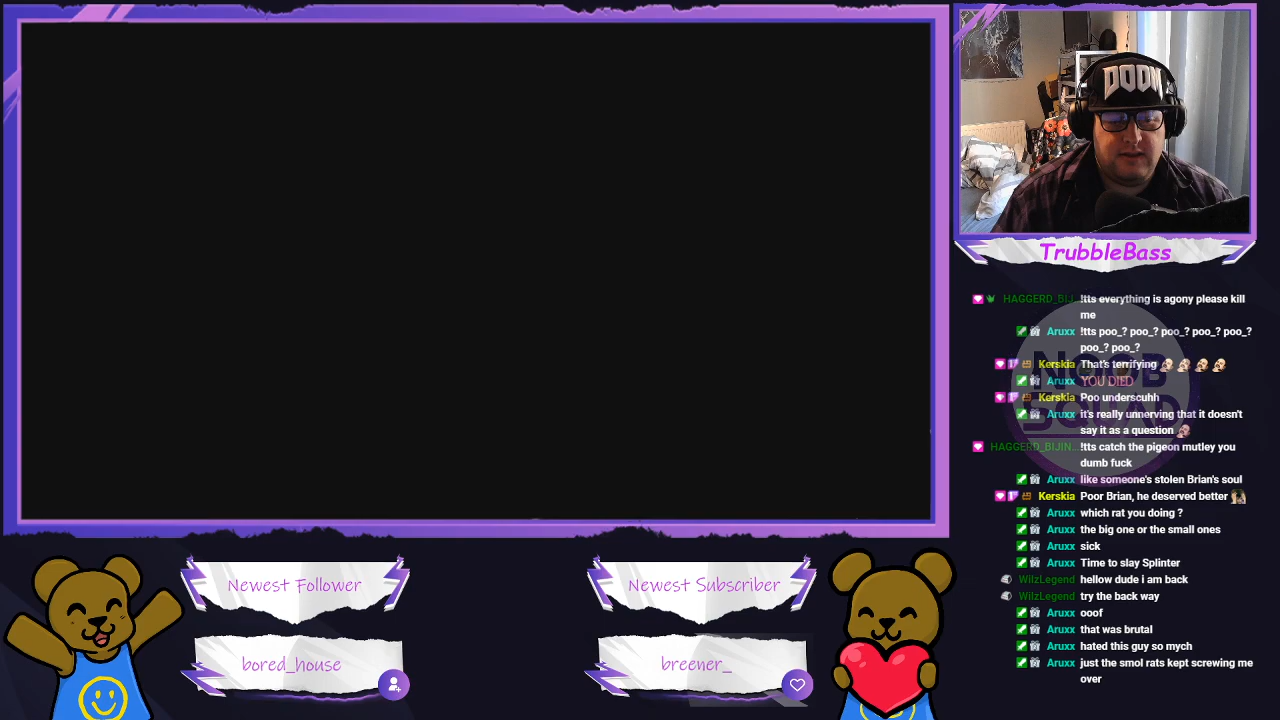 DOOM
TrubbleBass
HAGGERD_BIJ... !tts everything is agony please kill
me
Aruxx !tts poo_? poo_? poo_? poo_? poo_?
poo_? poo_?
Kerskia That's terrifying
Aruxx YOU DIED
Kerskia Poo underscuhh
Aruxx it's really unnerving that it doesn't
say it as a question
HAGGERD_BIJIN... !tts catch the pigeon mutley you
dumb fuck
Aruxx like someone's stolen Brian's soul
Kerskia Poor Brian, he deserved better
Aruxx which rat you doing ?
Aruxx the big one or the small ones
Aruxx sick
Aruxx Time to slay Splinter
WilzLegend hellow dude i am back
WilzLegend try the back way
Aruxx ooof
Aruxx that was brutal
Aruxx hated this guy so mych
Aruxx just the smol rats kept screwing me
over
NOOB
SQUAD
Newest Follower
bored_house
Newest Subscriber
breener_